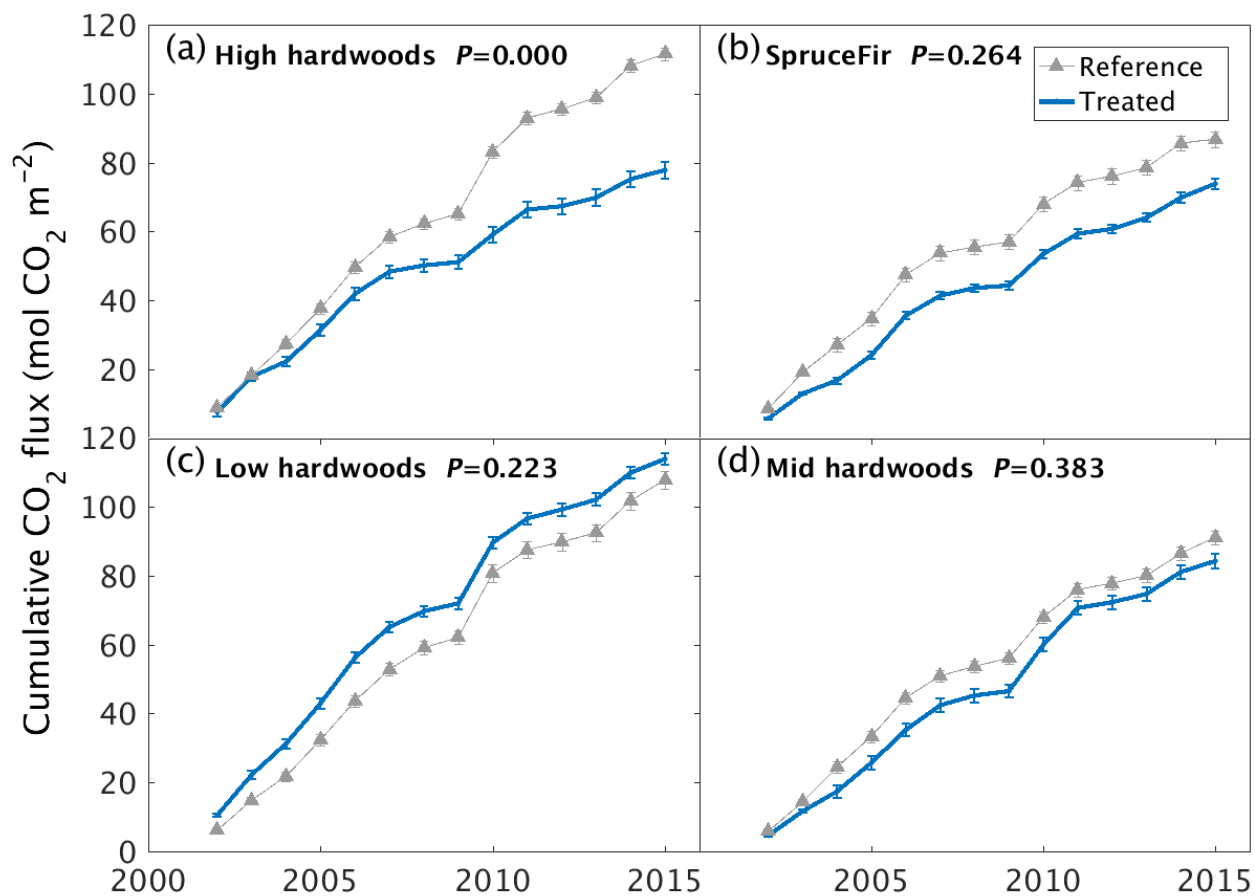 Cumulative CO₂ flux (mol CO₂ m⁻²)
120
100
80
60
40
20
(a) High hardwoods P=0.000
(b) SpruceFir P=0.264
Reference
Treated
120
100
80
60
40
20
0
(c) Low hardwoods P=0.223
(d) Mid hardwoods P=0.383
2000 2005 2010 2015 2005 2010 2015